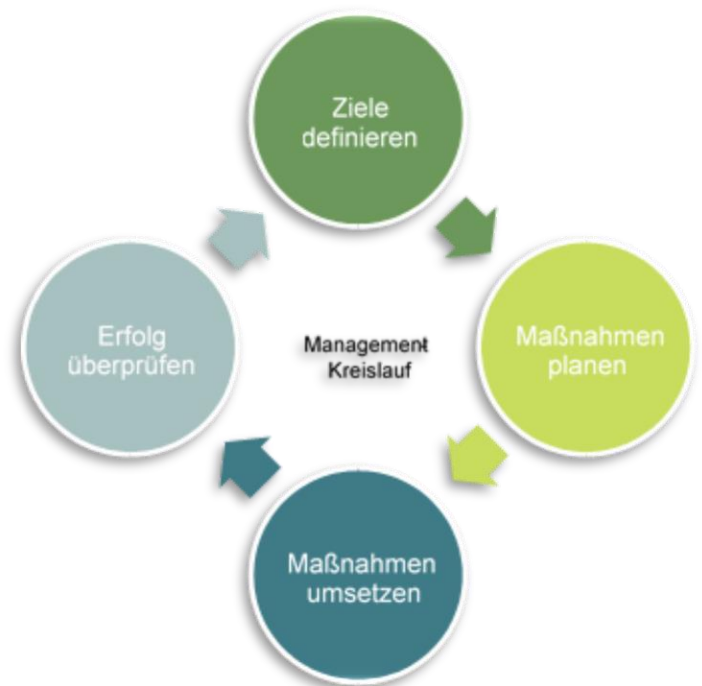 Ziele
definieren
Maßnahmen
planen
Maßnahmen
umsetzen
Erfolg
überprüfen
Management
Kreislauf